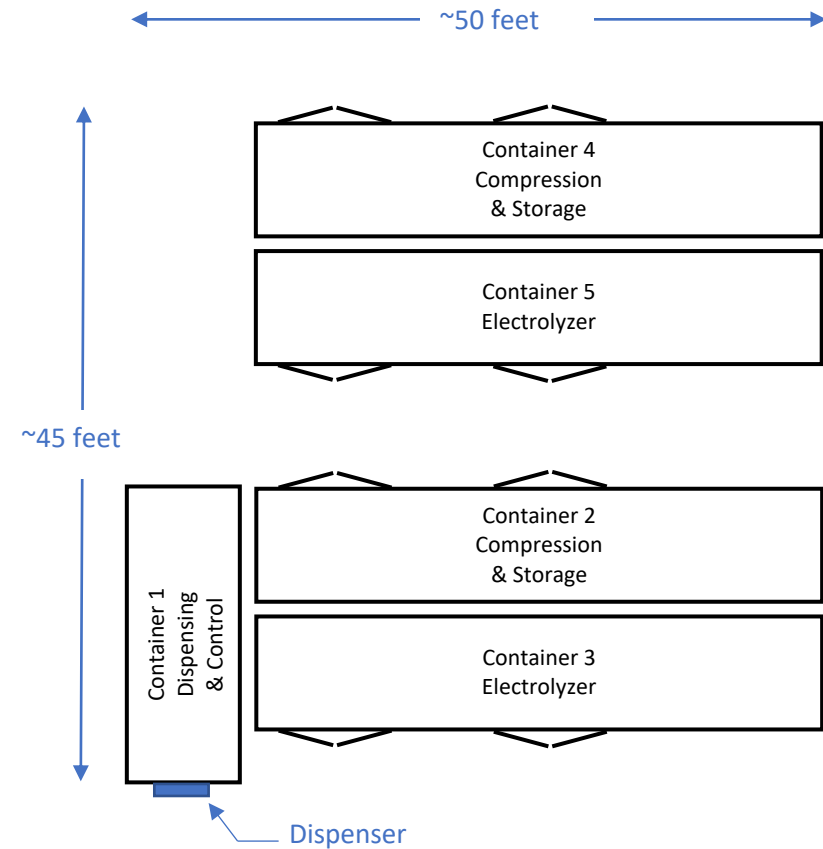 ~50 feet
Container 4
Compression
& Storage
Container 5
Electrolyzer
~45 feet
Container 1
Dispensing
& Control
Container 2
Compression
& Storage
Container 3
Electrolyzer
Dispenser